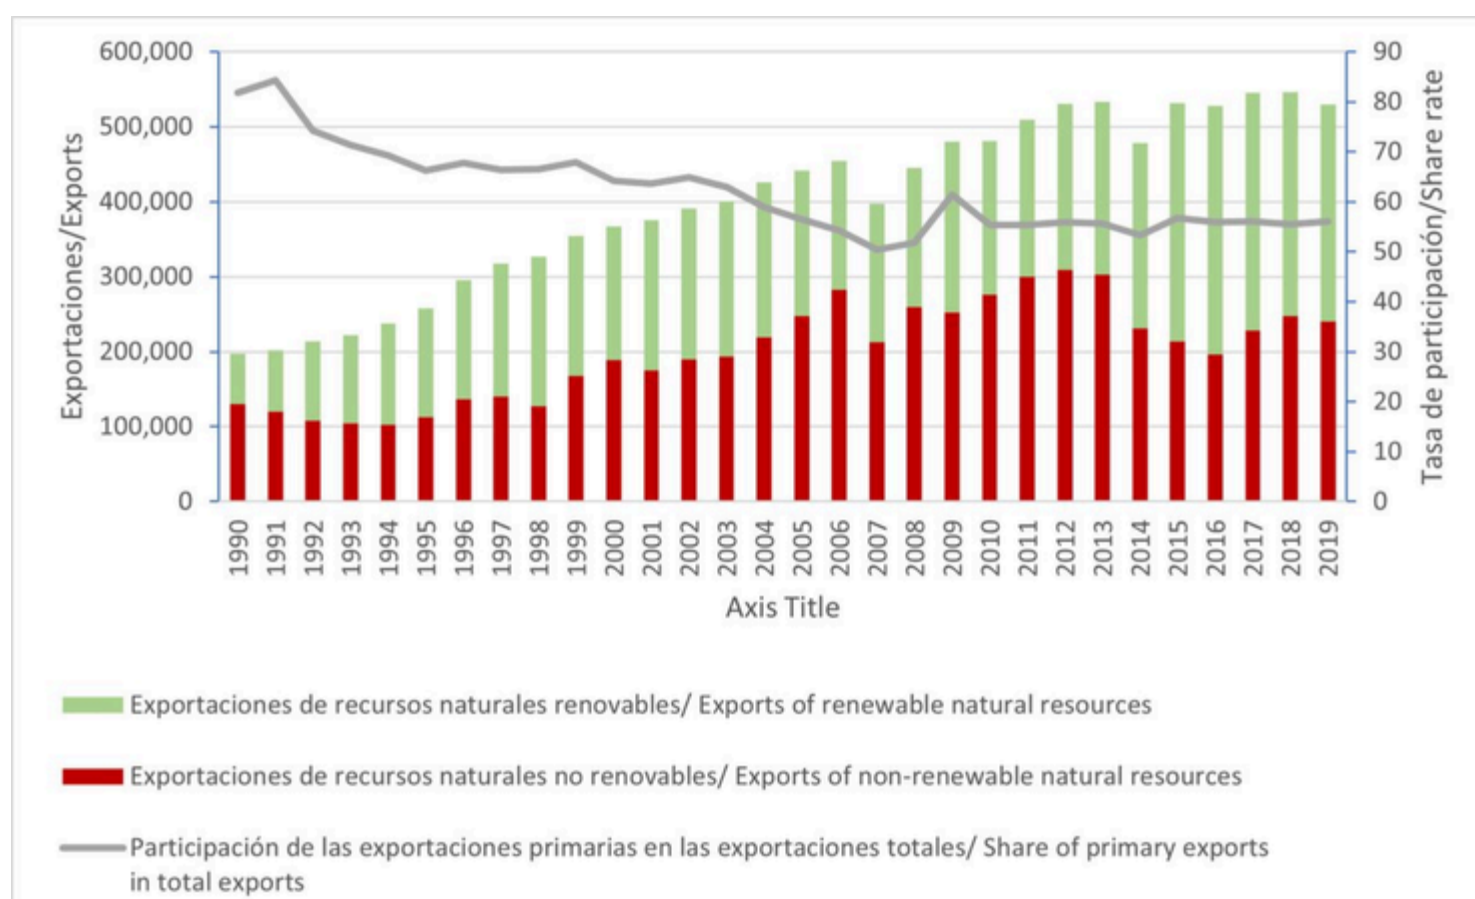 600,000
500,000
400,000
300,000
200,000
100,000
0
Exportaciones/Exports
90
80
70
60
50
40
30
20
10
0
Tasa de participación/Share rate
1990 1991 1992 1993 1994 1995 1996 1997 1998 1999 2000 2001 2002 2003 2004 2005 2006 2007 2008 2009 2010 2011 2012 2013 2014 2015 2016 2017 2018 2019
Axis Title
Exportaciones de recursos naturales renovables/ Exports of renewable natural resources
Exportaciones de recursos naturales no renovables/ Exports of non-renewable natural resources
Participación de las exportaciones primarias en las exportaciones totales/ Share of primary exports
in total exports